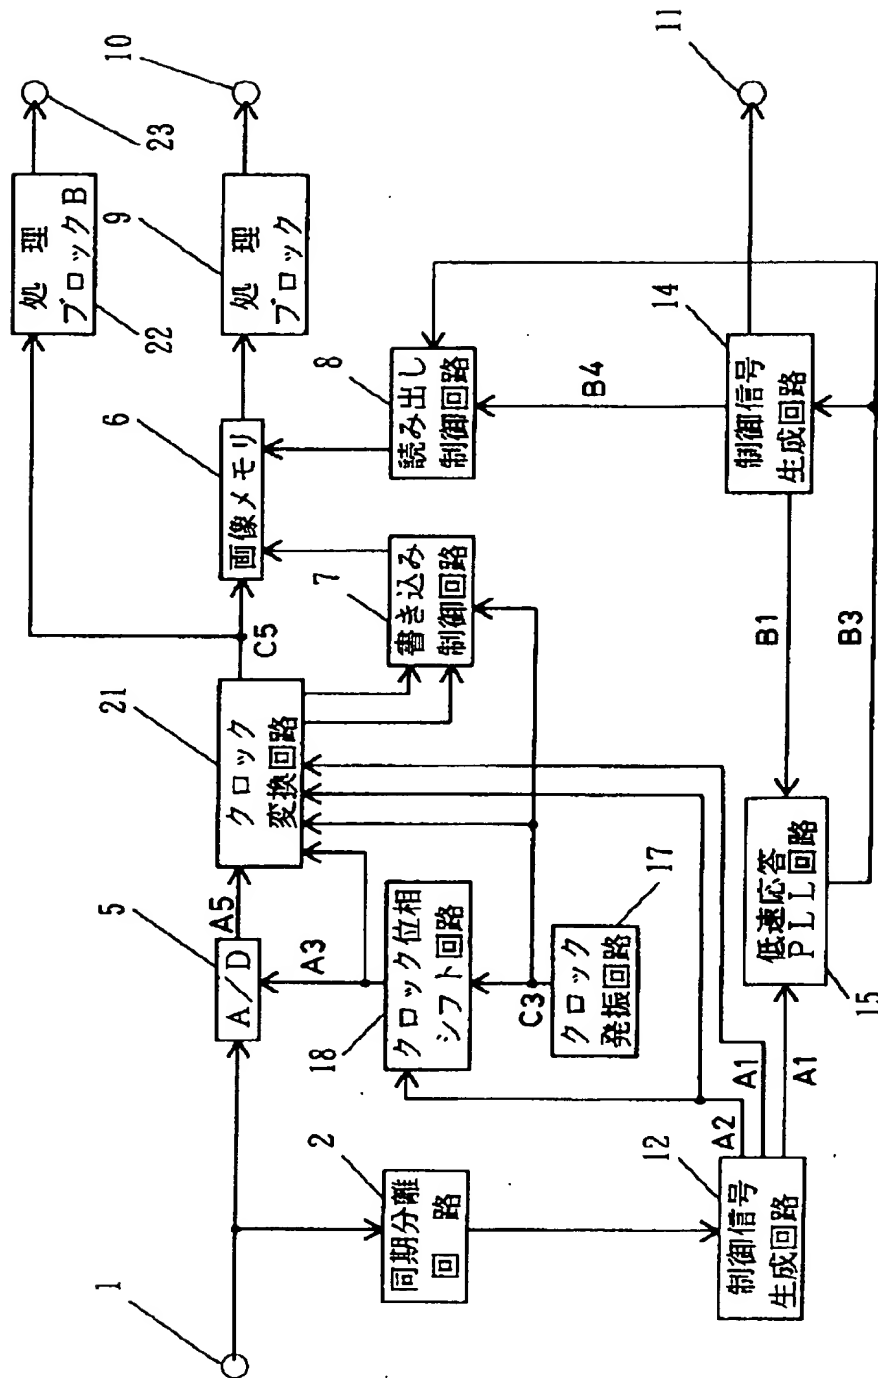 1
2
同期分離
回　路
12
制御信号
生成回路
A2
A1
A1
5
A/D
A5
A3
18
クロック位相
シフト回路
C3
17
クロック
発振回路
15
低速応答
PLL回路
21
クロック
変換回路
C5
7
書き込み
制御回路
6
画像メモリ
8
読み出し
制御回路
B4
B1
B3
14
制御信号
生成回路
11
9
処　理
ブロック
10
22
処　理
ブロックB
23